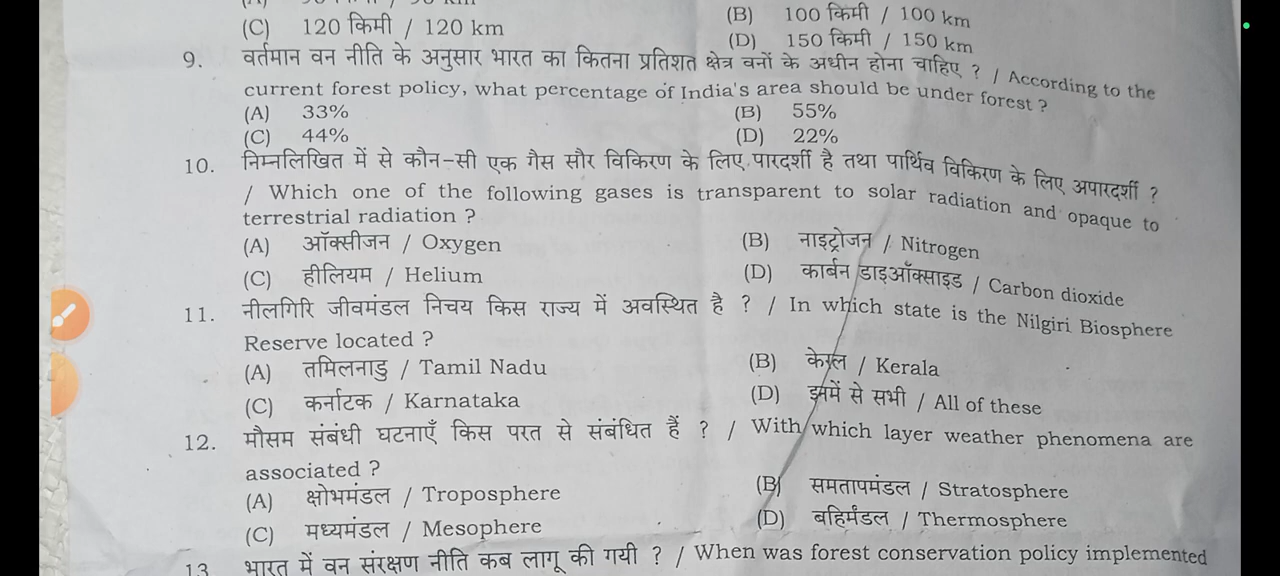 (C) 120 किमी / 120 km (B) 100 किमी / 100 km
(D) 150 किमी / 150 km
9. वर्तमान वन नीति के अनुसार भारत का कितना प्रतिशत क्षेत्र वनों के अधीन होना चाहिए ? / According to the
current forest policy, what percentage of India's area should be under forest ?
(A) 33% (B) 55%
(C) 44% (D) 22%
10. निम्नलिखित में से कौन-सी एक गैस सौर विकिरण के लिए पारदर्शी है तथा पार्थिव विकिरण के लिए अपारदर्शी ?
/ Which one of the following gases is transparent to solar radiation and opaque to
terrestrial radiation ?
(A) ऑक्सीजन / Oxygen (B) नाइट्रोजन / Nitrogen
(C) हीलियम / Helium (D) कार्बन डाइऑक्साइड / Carbon dioxide
11. नीलगिरि जीवमंडल निचय किस राज्य में अवस्थित है ? / In which state is the Nilgiri Biosphere
Reserve located ?
(A) तमिलनाडु / Tamil Nadu (B) केरल / Kerala
(C) कर्नाटक / Karnataka (D) इनमें से सभी / All of these
12. मौसम संबंधी घटनाएँ किस परत से संबंधित हैं ? / With which layer weather phenomena are
associated ?
(A) क्षोभमंडल / Troposphere (B) समतापमंडल / Stratosphere
(C) मध्यमंडल / Mesophere (D) बहिर्मंडल / Thermosphere
13 भारत में वन संरक्षण नीति कब लागू की गयी ? / When was forest conservation policy implemented